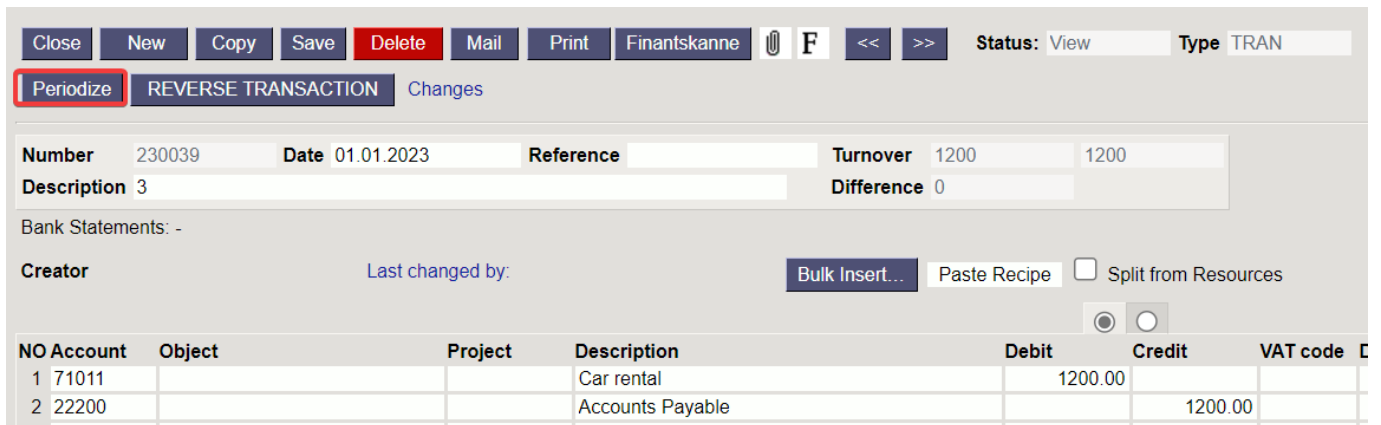 Close New Copy Save Delete Mail Print Finantskanne F << >> Status: View Type TRAN
Periodize REVERSE TRANSACTION Changes
Number 230039 Date 01.01.2023 Reference Turnover 1200 1200
Description 3 Difference 0
Bank Statements: -
Creator Last changed by: Bulk Insert... Paste Recipe Split from Resources
NO Account Object Project Description Debit Credit VAT code
1 71011 Car rental 1200.00
2 22200 Accounts Payable 1200.00